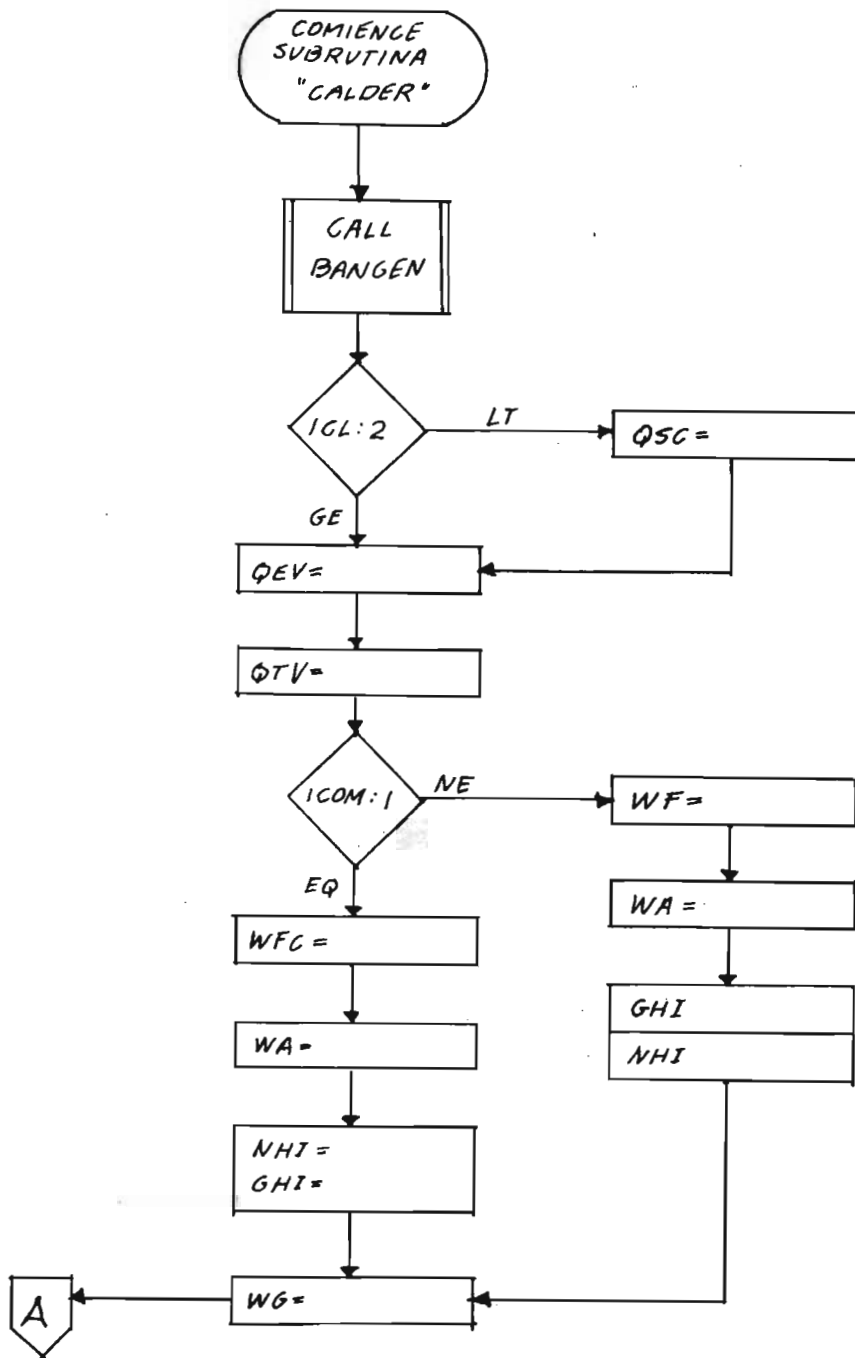 COMIENCE
SUBRUTINA
"CALDER"
CALL
BANGEN
ICL:2
LT
QSC=
GE
QEV=
QTV=
ICOM:1
NE
WF=
EQ
WA=
WFC=
GHI
WA=
NHI
NHI=
GHI=
A
WG=